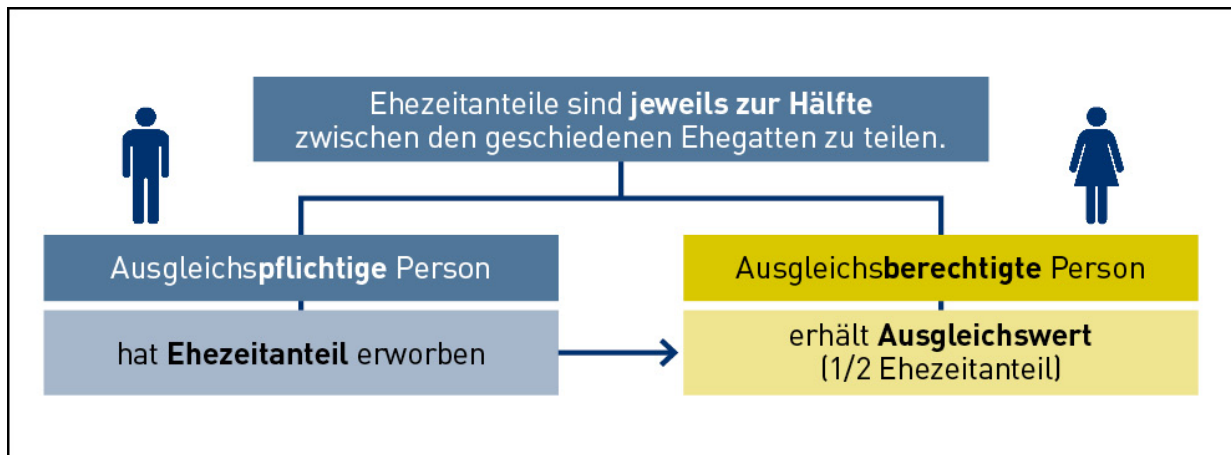 Ehezeitanteile sind jeweils zur Hälfte
zwischen den geschiedenen Ehegatten zu teilen.
Ausgleichspflichtige Person
hat Ehezeitanteil erworben
Ausgleichsberechtigte Person
erhält Ausgleichswert
(1/2 Ehezeitanteil)